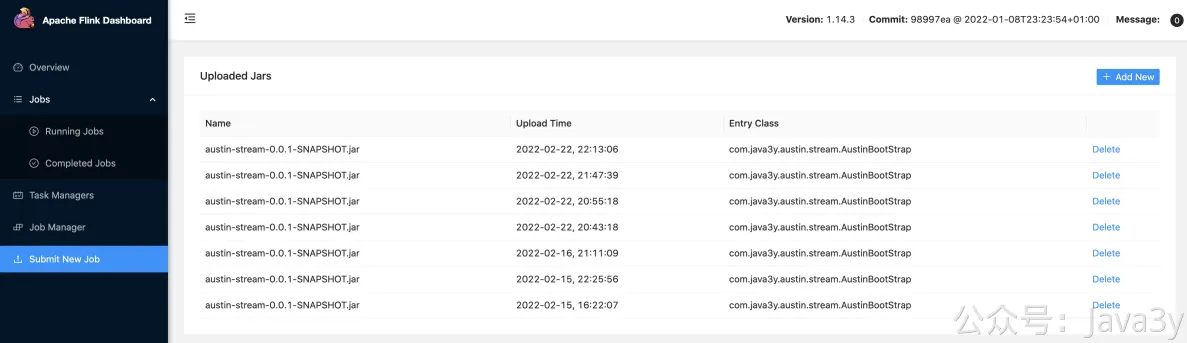 Apache Flink Dashboard
Version: 1.14.3 Commit: 98997ea @ 2022-01-08T23:23:54+01:00 Message: 0
Overview
Jobs
Running Jobs
Completed Jobs
Task Managers
Job Manager
Submit New Job
Uploaded Jars
+ Add New
Name Upload Time Entry Class
austin-stream-0.0.1-SNAPSHOT.jar 2022-02-22, 22:13:06 com.java3y.austin.stream.AustinBootStrap Delete
austin-stream-0.0.1-SNAPSHOT.jar 2022-02-22, 21:47:39 com.java3y.austin.stream.AustinBootStrap Delete
austin-stream-0.0.1-SNAPSHOT.jar 2022-02-22, 20:55:18 com.java3y.austin.stream.AustinBootStrap Delete
austin-stream-0.0.1-SNAPSHOT.jar 2022-02-22, 20:43:18 com.java3y.austin.stream.AustinBootStrap Delete
austin-stream-0.0.1-SNAPSHOT.jar 2022-02-16, 21:11:09 com.java3y.austin.stream.AustinBootStrap Delete
austin-stream-0.0.1-SNAPSHOT.jar 2022-02-15, 22:25:56 com.java3y.austin.stream.AustinBootStrap Delete
austin-stream-0.0.1-SNAPSHOT.jar 2022-02-15, 16:22:07 com.java3y.austin.stream.AustinBootStrap Delete
公众号：Java3y